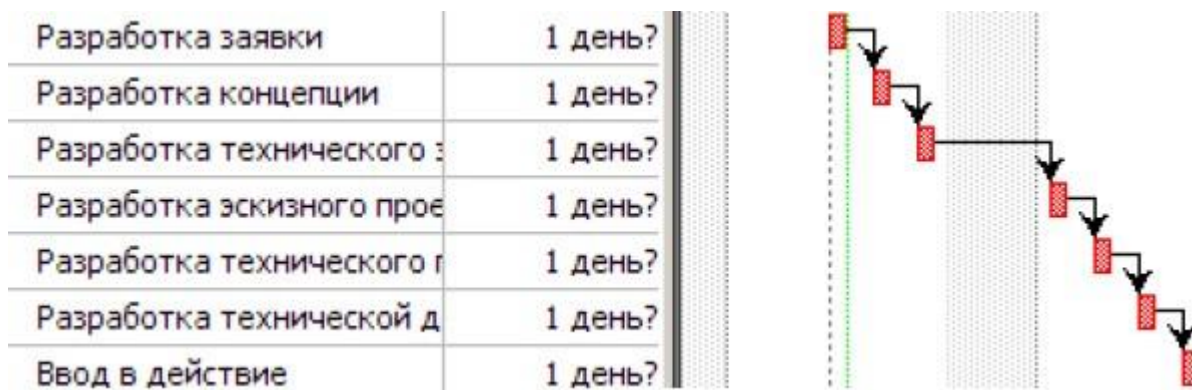 Разработка заявки 1 день?
Разработка концепции 1 день?
Разработка технического з 1 день?
Разработка эскизного прое 1 день?
Разработка технического п 1 день?
Разработка технической д 1 день?
Ввод в действие 1 день?